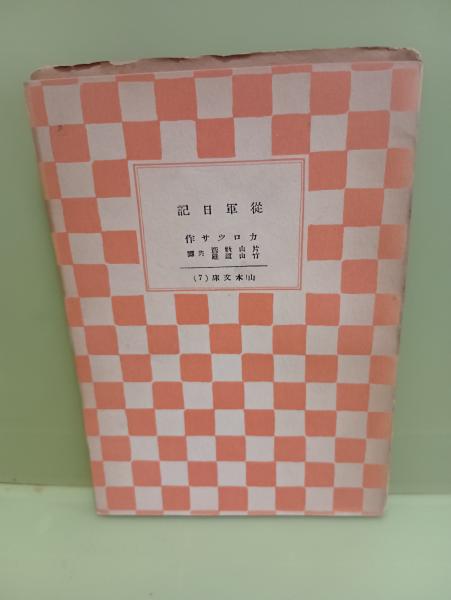 從軍日記
カロツサ作
片山敏彥
竹山道雄
共譯
山本文庫(7)